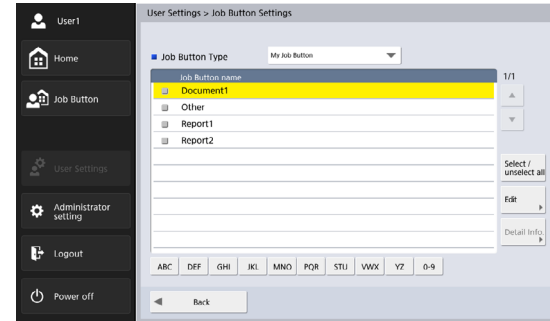 User1
Home
Job Button
User Settings
Administrator
setting
Logout
Power off
User Settings > Job Button Settings
Job Button Type
My Job Button
Job Button name
1/1
Document1
Other
Report1
Report2
Select /
unselect all
Edit
Detail Info.
ABC DEF GHI JKL MNO PQR STU VWX YZ 0-9
Back